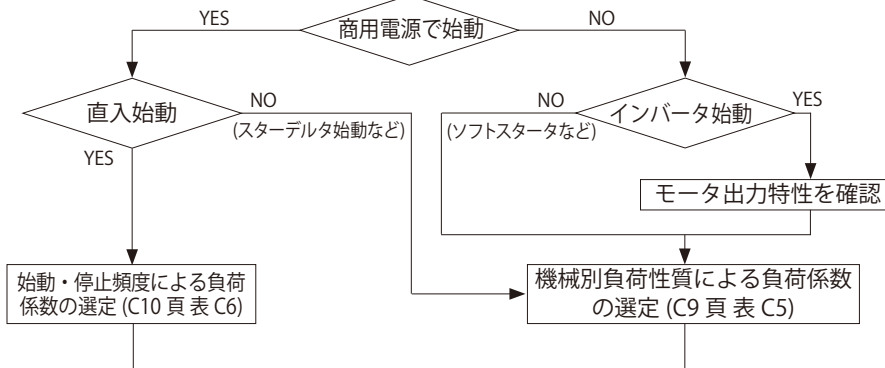 商用電源で始動
YES
NO
直入始動
NO
(スターデルタ始動など)
YES
インバータ始動
NO
(ソフトスタータなど)
YES
モータ出力特性を確認
始動・停止頻度による負荷
係数の選定 (C10 頁 表 C6)
機械別負荷性質による負荷係数
の選定 (C9 頁 表 C5)